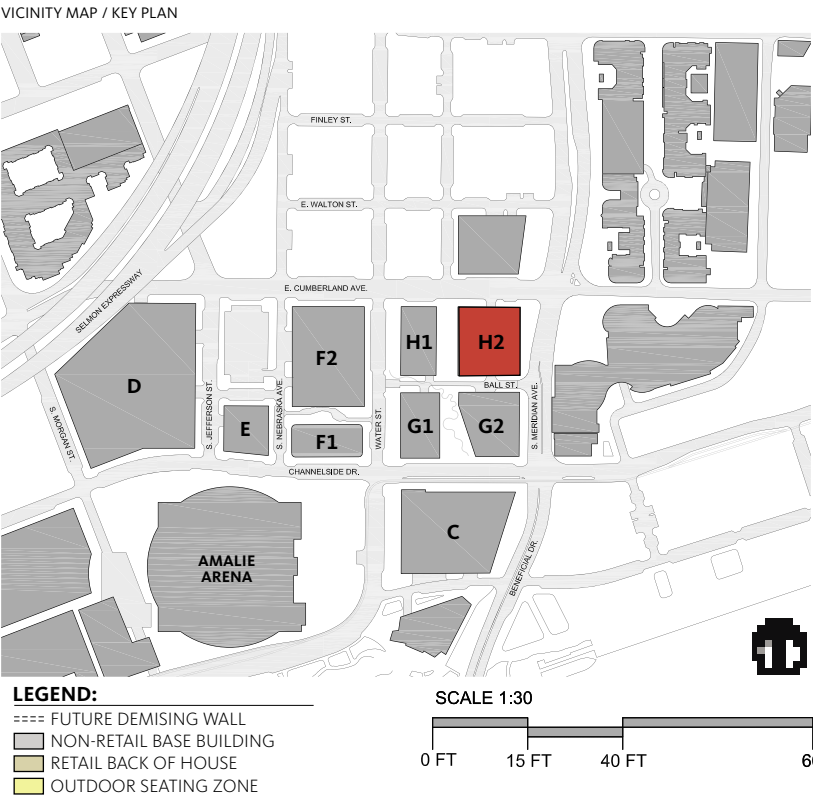 VICINITY MAP / KEY PLAN
FINLEY ST.
E. WALTON ST.
E. CUMBERLAND AVE.
SELMON EXPRESSWAY
H1
H2
F2
D
BALL ST.
S. MORGAN ST.
S. JEFFERSON ST.
S. NEBRASKA AVE.
WATER ST.
S. MERIDIAN AVE.
E
F1
G1
G2
CHANNELSIDE DR.
C
AMALIE
ARENA
BENEFICIAL DR.
LEGEND:
FUTURE DEMISING WALL
NON-RETAIL BASE BUILDING
RETAIL BACK OF HOUSE
OUTDOOR SEATING ZONE
SCALE 1:30
0 FT 15 FT 40 FT